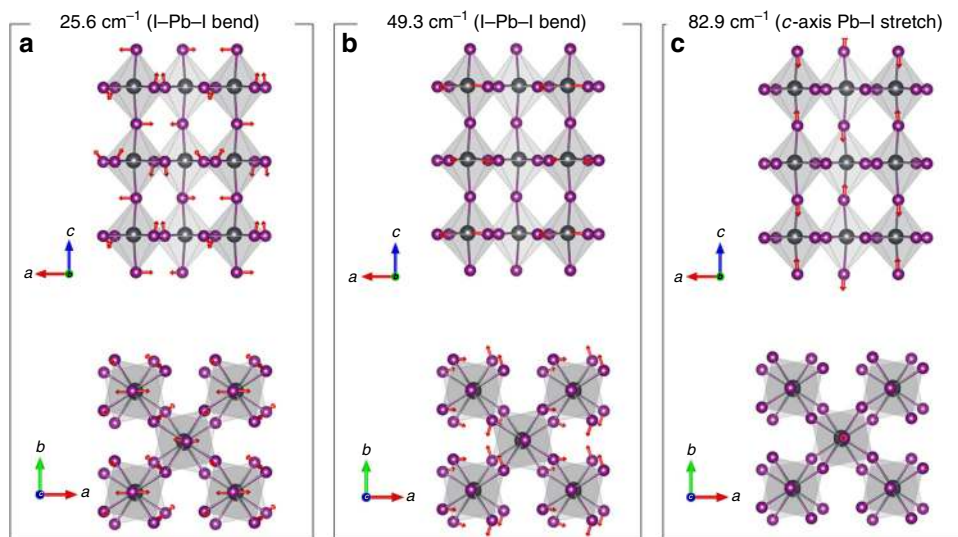 25.6 cm⁻¹ (I–Pb–I bend)
49.3 cm⁻¹ (I–Pb–I bend)
82.9 cm⁻¹ (c-axis Pb–I stretch)
a
b
c
c
a
c
a
c
a
b
c
a
b
c
a
b
c
a